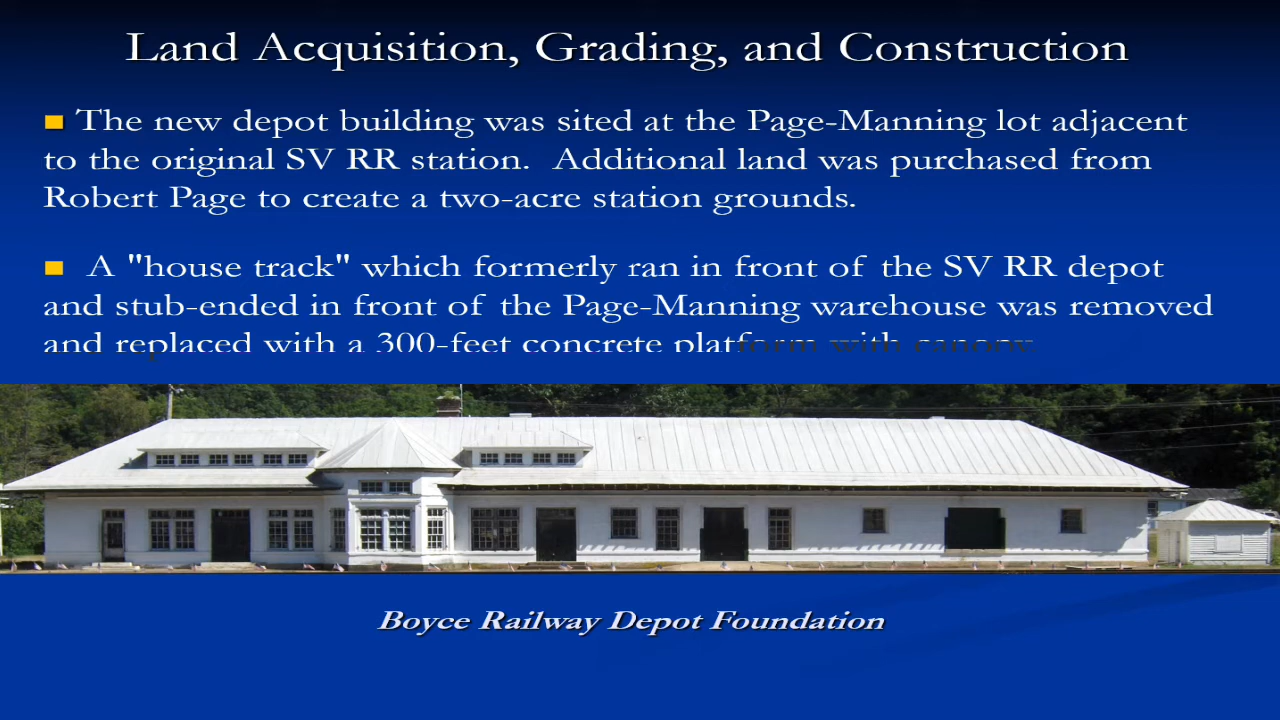 Land Acquisition, Grading, and Construction
The new depot building was sited at the Page-Manning lot adjacent
to the original SV RR station. Additional land was purchased from
Robert Page to create a two-acre station grounds.
A "house track" which formerly ran in front of the SV RR depot
and stub-ended in front of the Page-Manning warehouse was removed
and replaced with a 300-feet concrete platform with canopy.
Boyce Railway Depot Foundation